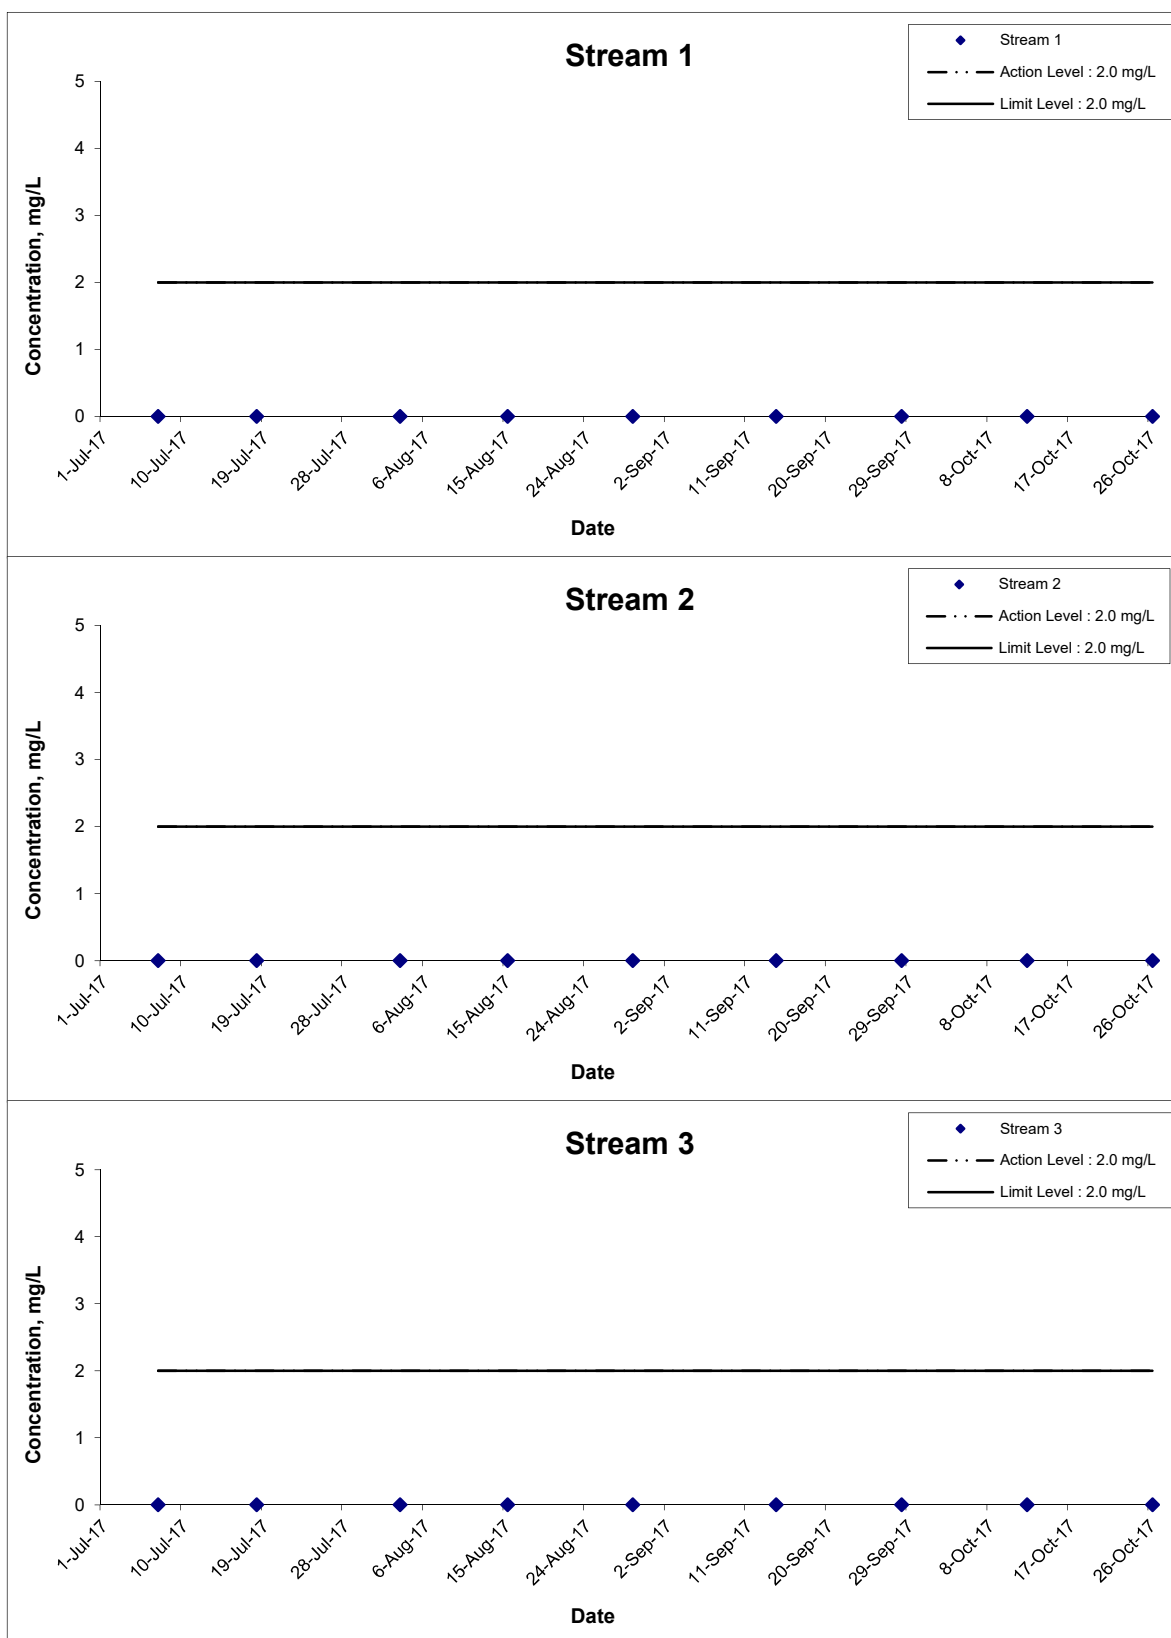 Stream 1
Stream 1
Action Level : 2.0 mg/L
Limit Level : 2.0 mg/L
Concentration, mg/L
5
4
3
2
1
0
1-Jul-17
10-Jul-17
19-Jul-17
28-Jul-17
6-Aug-17
15-Aug-17
24-Aug-17
2-Sep-17
11-Sep-17
20-Sep-17
29-Sep-17
8-Oct-17
17-Oct-17
26-Oct-17
Date
Stream 2
Stream 2
Action Level : 2.0 mg/L
Limit Level : 2.0 mg/L
Concentration, mg/L
5
4
3
2
1
0
1-Jul-17
10-Jul-17
19-Jul-17
28-Jul-17
6-Aug-17
15-Aug-17
24-Aug-17
2-Sep-17
11-Sep-17
20-Sep-17
29-Sep-17
8-Oct-17
17-Oct-17
26-Oct-17
Date
Stream 3
Stream 3
Action Level : 2.0 mg/L
Limit Level : 2.0 mg/L
Concentration, mg/L
5
4
3
2
1
0
1-Jul-17
10-Jul-17
19-Jul-17
28-Jul-17
6-Aug-17
15-Aug-17
24-Aug-17
2-Sep-17
11-Sep-17
20-Sep-17
29-Sep-17
8-Oct-17
17-Oct-17
26-Oct-17
Date